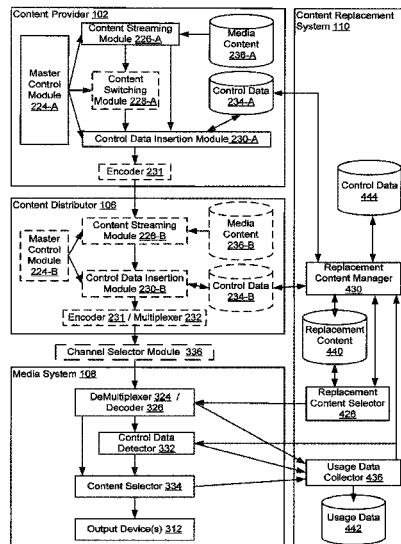 Content Provider 102
Content Streaming
Module 226-A
Media
Content
236-A
Master
Control
Module
224-A
Content
Switching
Module 228-A
Control Data
234-A
Control Data Insertion Module 230-A
Encoder 231
Content Distributor 106
Content Streaming
Module 226-B
Media
Content
236-B
Master Control
Module
224-B
Control Data
Insertion Module
230-B
Control Data
234-B
Encoder 231 / Multiplexer 232
Channel Selector Module 336
Media System 108
DeMultiplexer 324 /
Decoder 326
Control Data
Detector 332
Content Selector 334
Output Device(s) 312
Content Replacement
System 110
Control Data
444
Replacement
Content Manager
430
Replacement
Content
440
Replacement
Content Selector
428
Usage Data
Collector 436
Usage Data
442